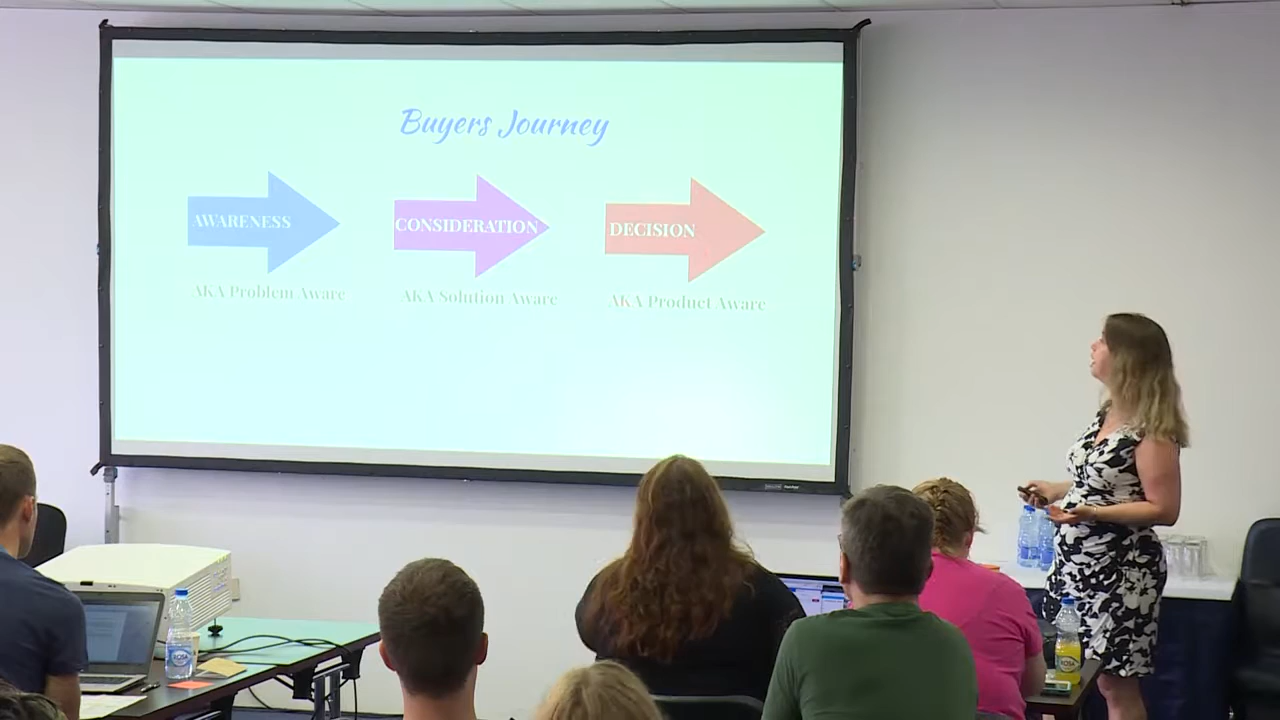 Buyers Journey
AWARENESS
CONSIDERATION
DECISION
AKA Problem Aware
AKA Solution Aware
AKA Product Aware